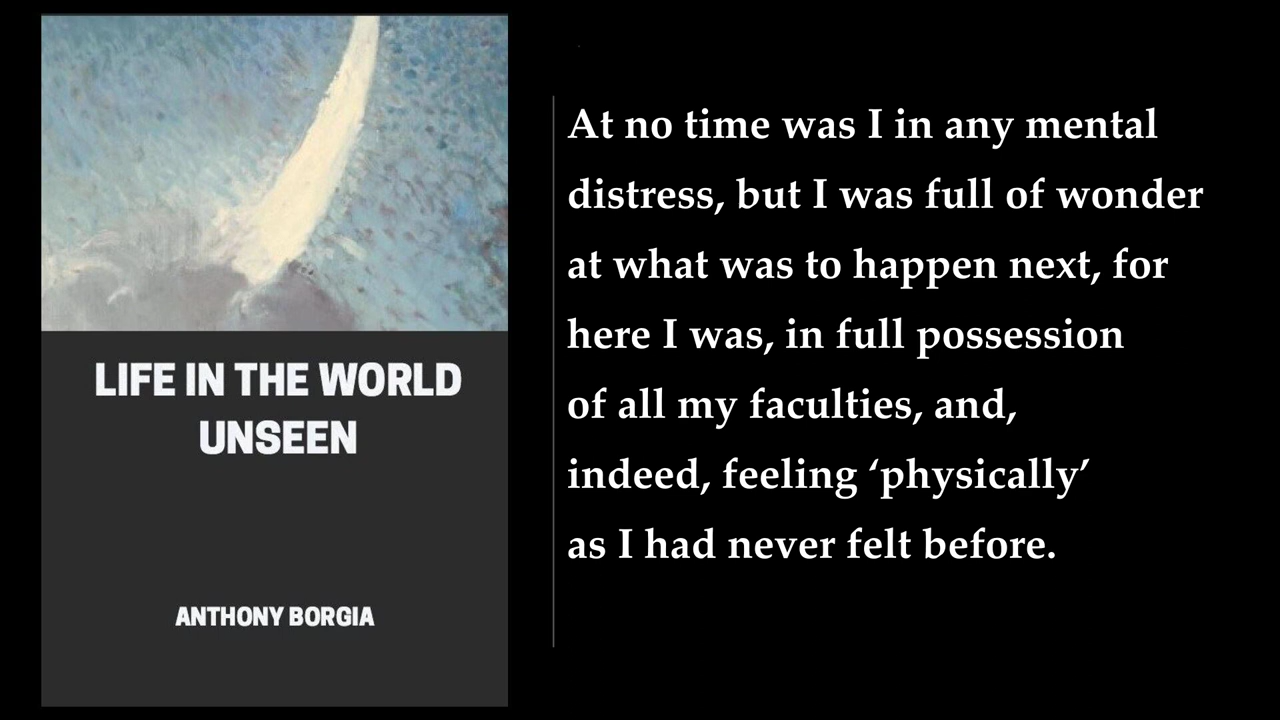 LIFE IN THE WORLD
UNSEEN
ANTHONY BORGIA
At no time was I in any mental
distress, but I was full of wonder
at what was to happen next, for
here I was, in full possession
of all my faculties, and,
indeed, feeling ‘physically’
as I had never felt before.